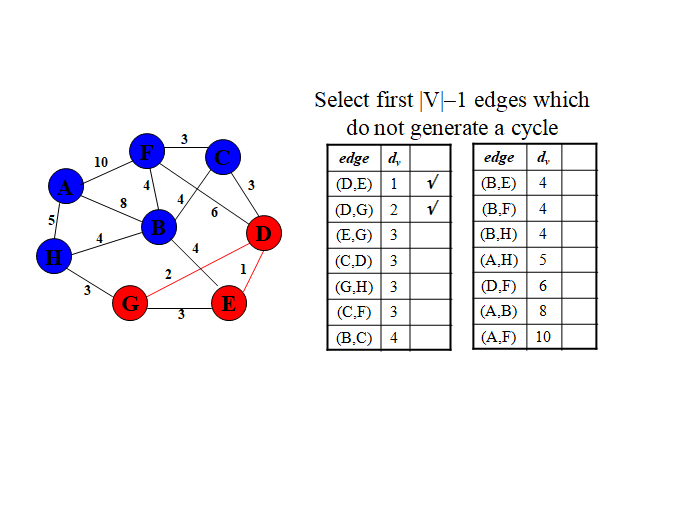 Select first |V|–1 edges which
do not generate a cycle
edge dv
(D,E) 1 √
(D,G) 2 √
(E,G) 3
(C,D) 3
(G,H) 3
(C,F) 3
(B,C) 4
edge dv
(B,E) 4
(B,F) 4
(B,H) 4
(A,H) 5
(D,F) 6
(A,B) 8
(A,F) 10
3
F
C
10
4
3
A
8
4
6
5
B
D
4
4
H
2
1
3
G
E
3